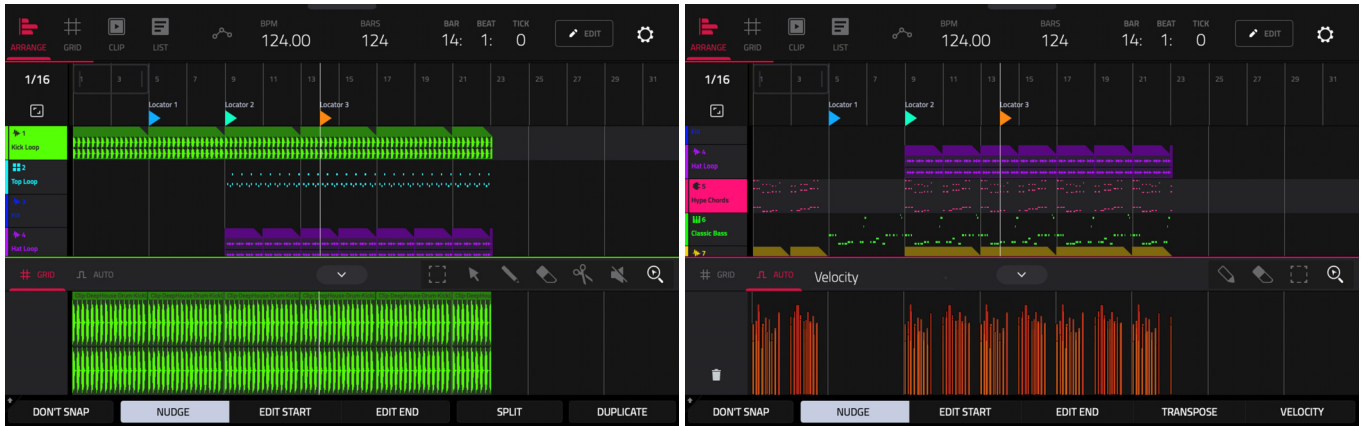 BPM BARS BAR BEAT TICK
ARRANGE GRID CLIP LIST 124.00 124 14: 1: 0 EDIT
1/16 1 3 5 7 9 11 13 15 17 19 21 23 25 27 29 31
Locator 1 Locator 2 Locator 3
1
Kick Loop
2
Top Loop
3
4
Hat Loop
GRID AUTO
DON'T SNAP NUDGE EDIT START EDIT END SPLIT DUPLICATE
BPM BARS BAR BEAT TICK
ARRANGE GRID CLIP LIST 124.00 124 14: 1: 0 EDIT
1/16 1 3 5 7 9 11 13 15 17 19 21 23 25 27 29 31
Locator 1 Locator 2 Locator 3
4
Hat Loop
5
Hype Chords
6
Classic Bass
7
GRID AUTO Velocity
DON'T SNAP NUDGE EDIT START EDIT END TRANSPOSE VELOCITY